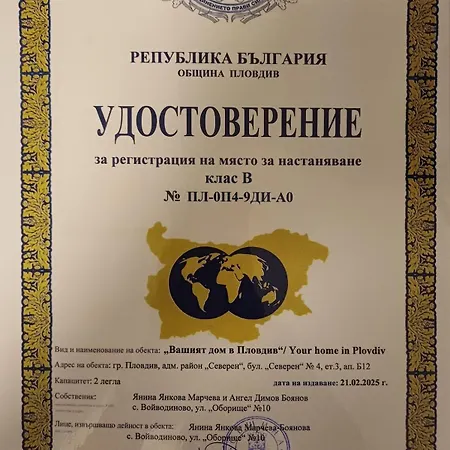 СЪЕДИНЕНИЕТО ПРАВИ СИЛАТА
РЕПУБЛИКА БЪЛГАРИЯ
ОБЩИНА ПЛОВДИВ
УДОСТОВЕРЕНИЕ
за регистрация на място за настаняване
клас В
№ ПЛ-0П4-9ДИ-А0
Вид и наименование на обекта: „Вашият дом в Пловдив“/ Your home in Plovdiv
Адрес на обекта: гр. Пловдив, адм. район „Северен“, бул. „Северен“ № 4, ет.3, ап. Б12
Капацитет: 2 легла дата на издаване: 21.02.2025 г.
Собственик: Янина Янкова Марчева и Ангел Димов Боянов
с. Войводиново, ул. „Оборище“ №10
Лице, извършващо дейност в обекта: Янина Янкова Марчева-Боянова
с. Войводиново, ул. „Оборище“ №10